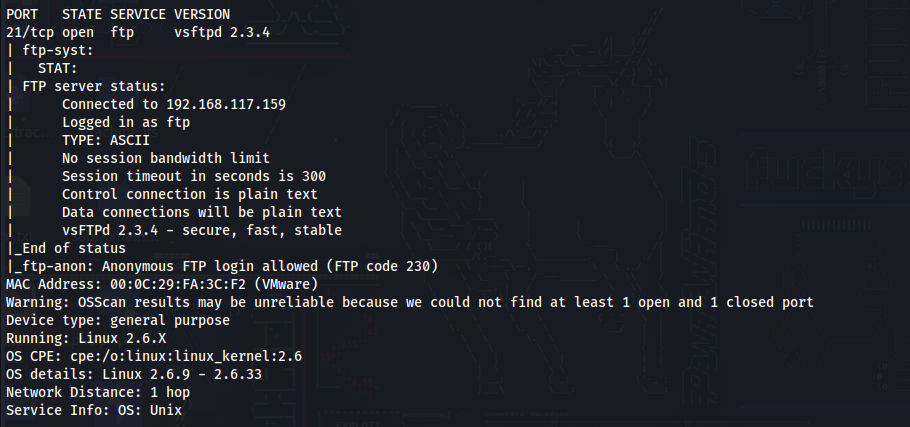 PORT   STATE SERVICE VERSION
21/tcp open  ftp     vsftpd 2.3.4
| ftp-syst:
|   STAT:
| FTP server status:
|      Connected to 192.168.117.159
|      Logged in as ftp
|      TYPE: ASCII
|      No session bandwidth limit
|      Session timeout in seconds is 300
|      Control connection is plain text
|      Data connections will be plain text
|      vsFTPd 2.3.4 - secure, fast, stable
|_End of status
|_ftp-anon: Anonymous FTP login allowed (FTP code 230)
MAC Address: 00:0C:29:FA:3C:F2 (VMware)
Warning: OSScan results may be unreliable because we could not find at least 1 open and 1 closed port
Device type: general purpose
Running: Linux 2.6.X
OS CPE: cpe:/o:linux:linux_kernel:2.6
OS details: Linux 2.6.9 - 2.6.33
Network Distance: 1 hop
Service Info: OS: Unix